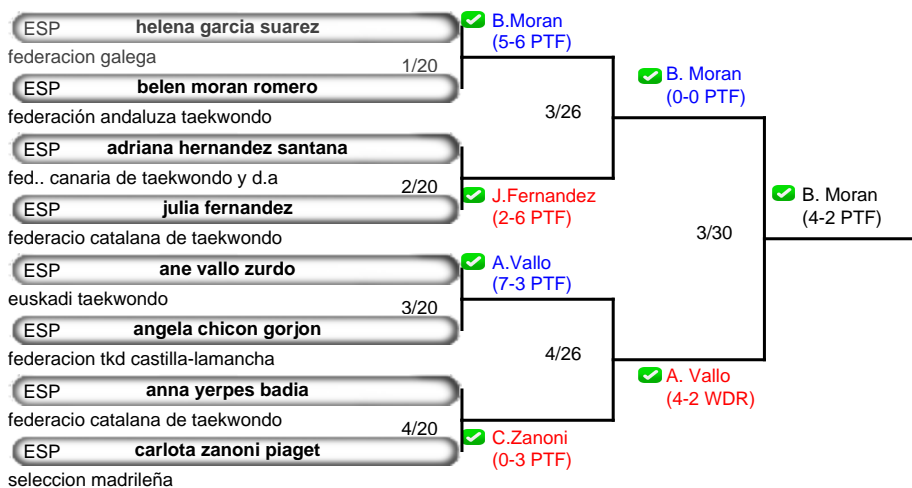 ESP helena garcia suarez
federacion galega
1/20
ESP belen moran romero
federación andaluza taekwondo
ESP adriana hernandez santana
fed.. canaria de taekwondo y d.a
2/20
ESP julia fernandez
federacio catalana de taekwondo
ESP ane vallo zurdo
euskadi taekwondo
3/20
ESP angela chicon gorjon
federacion tkd castilla-lamancha
ESP anna yerpes badia
federacio catalana de taekwondo
4/20
ESP carlota zanoni piaget
seleccion madrileña
B.Moran
(5-6 PTF)
3/26
J.Fernandez
(2-6 PTF)
A.Vallo
(7-3 PTF)
4/26
C.Zanoni
(0-3 PTF)
B. Moran
(0-0 PTF)
3/30
A. Vallo
(4-2 WDR)
B. Moran
(4-2 PTF)